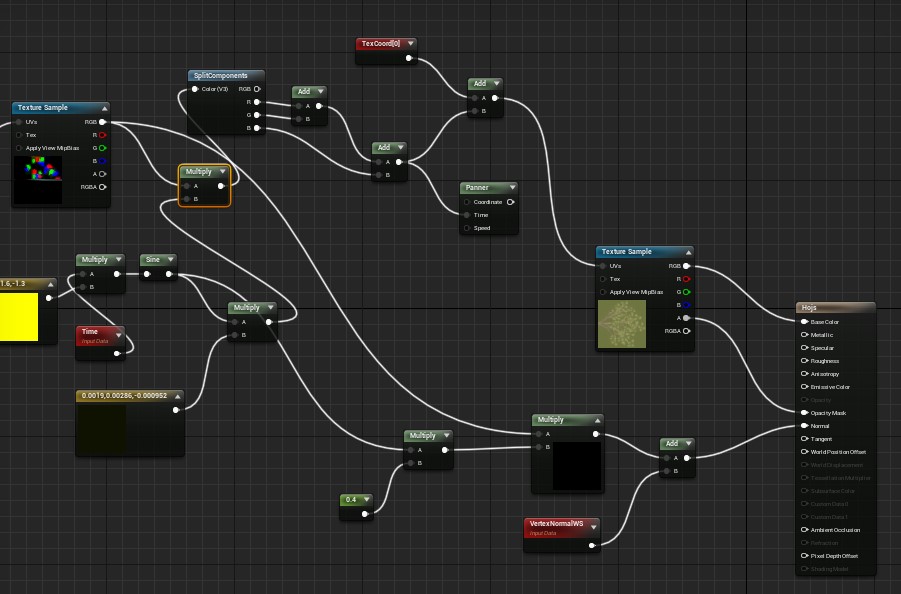 TexCoord[0]
SplitComponents
Color (V3) RGB
R
G
B
Add
A
B
Add
A
B
Texture Sample
UVs RGB
Tex R
Apply View MipBias G
B
A
RGBA
Add
A
B
Multiply
A
B
Panner
Coordinate
Time
Speed
Multiply
A
B
Sine
1.6,-1.3
Texture Sample
UVs RGB
Tex R
Apply View MipBias G
B
A
RGBA
Multiply
A
B
Time
Input Data
Hojs
Base Color
Metallic
Specular
Roughness
Anisotropy
Emissive Color
Opacity
Opacity Mask
Normal
Tangent
World Position Offset
World Displacement
Tessellation Multiplier
Subsurface Color
Custom Data 0
Custom Data 1
Ambient Occlusion
Refraction
Pixel Depth Offset
Shading Model
0.0019,0.00286,-0.000952
Multiply
A
B
Multiply
A
B
Add
A
B
0.4
VertexNormalWS
Input Data